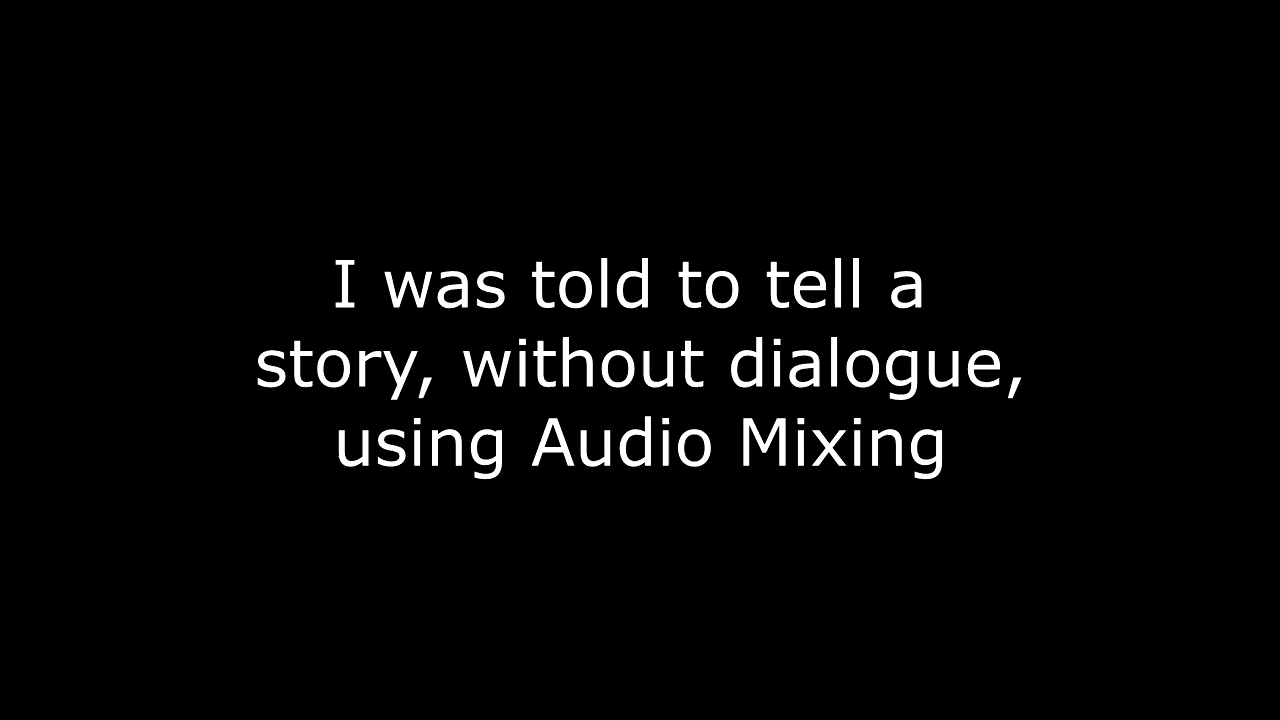 I was told to tell a
story, without dialogue,
using Audio Mixing